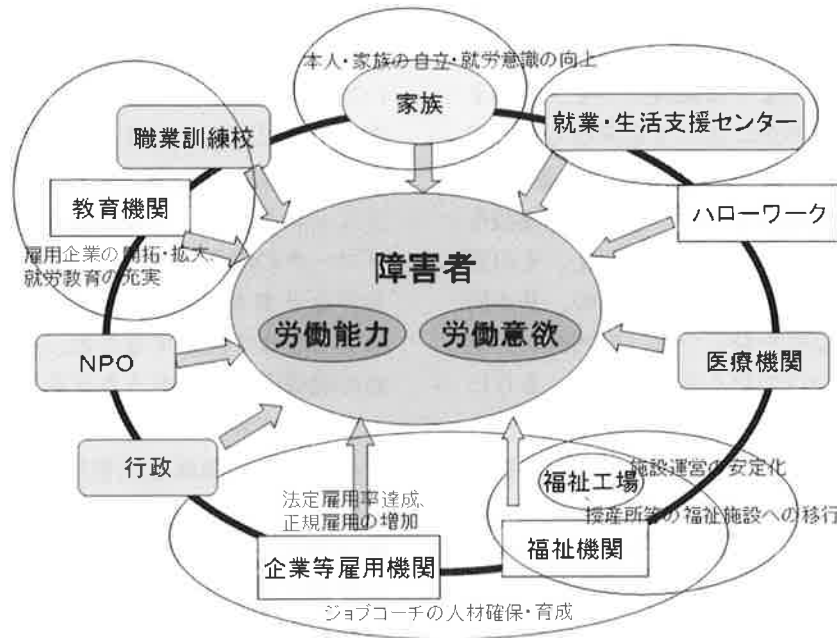 本人・家族の自立・就労意識の向上
家族
職業訓練校
就業・生活支援センター
教育機関
ハローワーク
雇用企業の開拓・拡大、
就労教育の充実
障害者
労働能力
労働意欲
NPO
医療機関
行政
福祉工場
施設運営の安定化
法定雇用率達成、
正規雇用の増加
授産所等の福祉施設への移行
企業等雇用機関
福祉機関
ジョブコーチの人材確保・育成